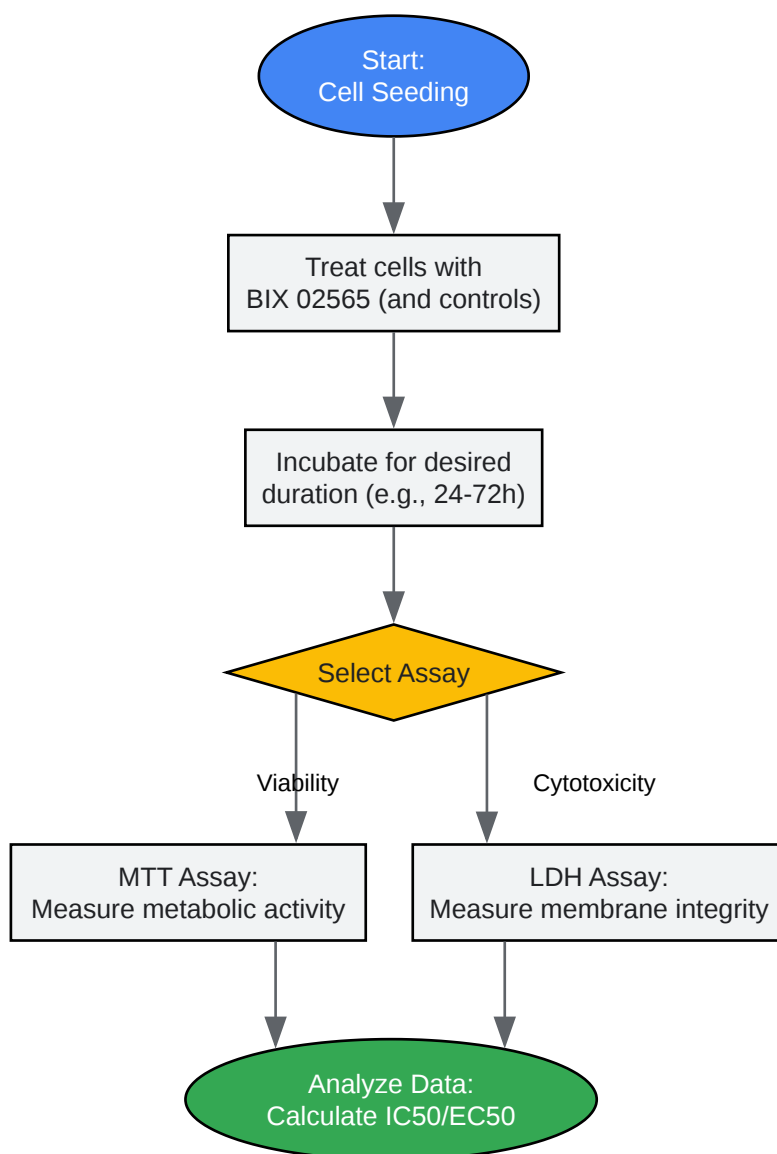 Start:
Cell Seeding
Treat cells with
BIX 02565 (and controls)
Incubate for desired
duration (e.g., 24-72h)
Select Assay
Viability
Cytotoxicity
MTT Assay:
Measure metabolic activity
LDH Assay:
Measure membrane integrity
Analyze Data:
Calculate IC50/EC50